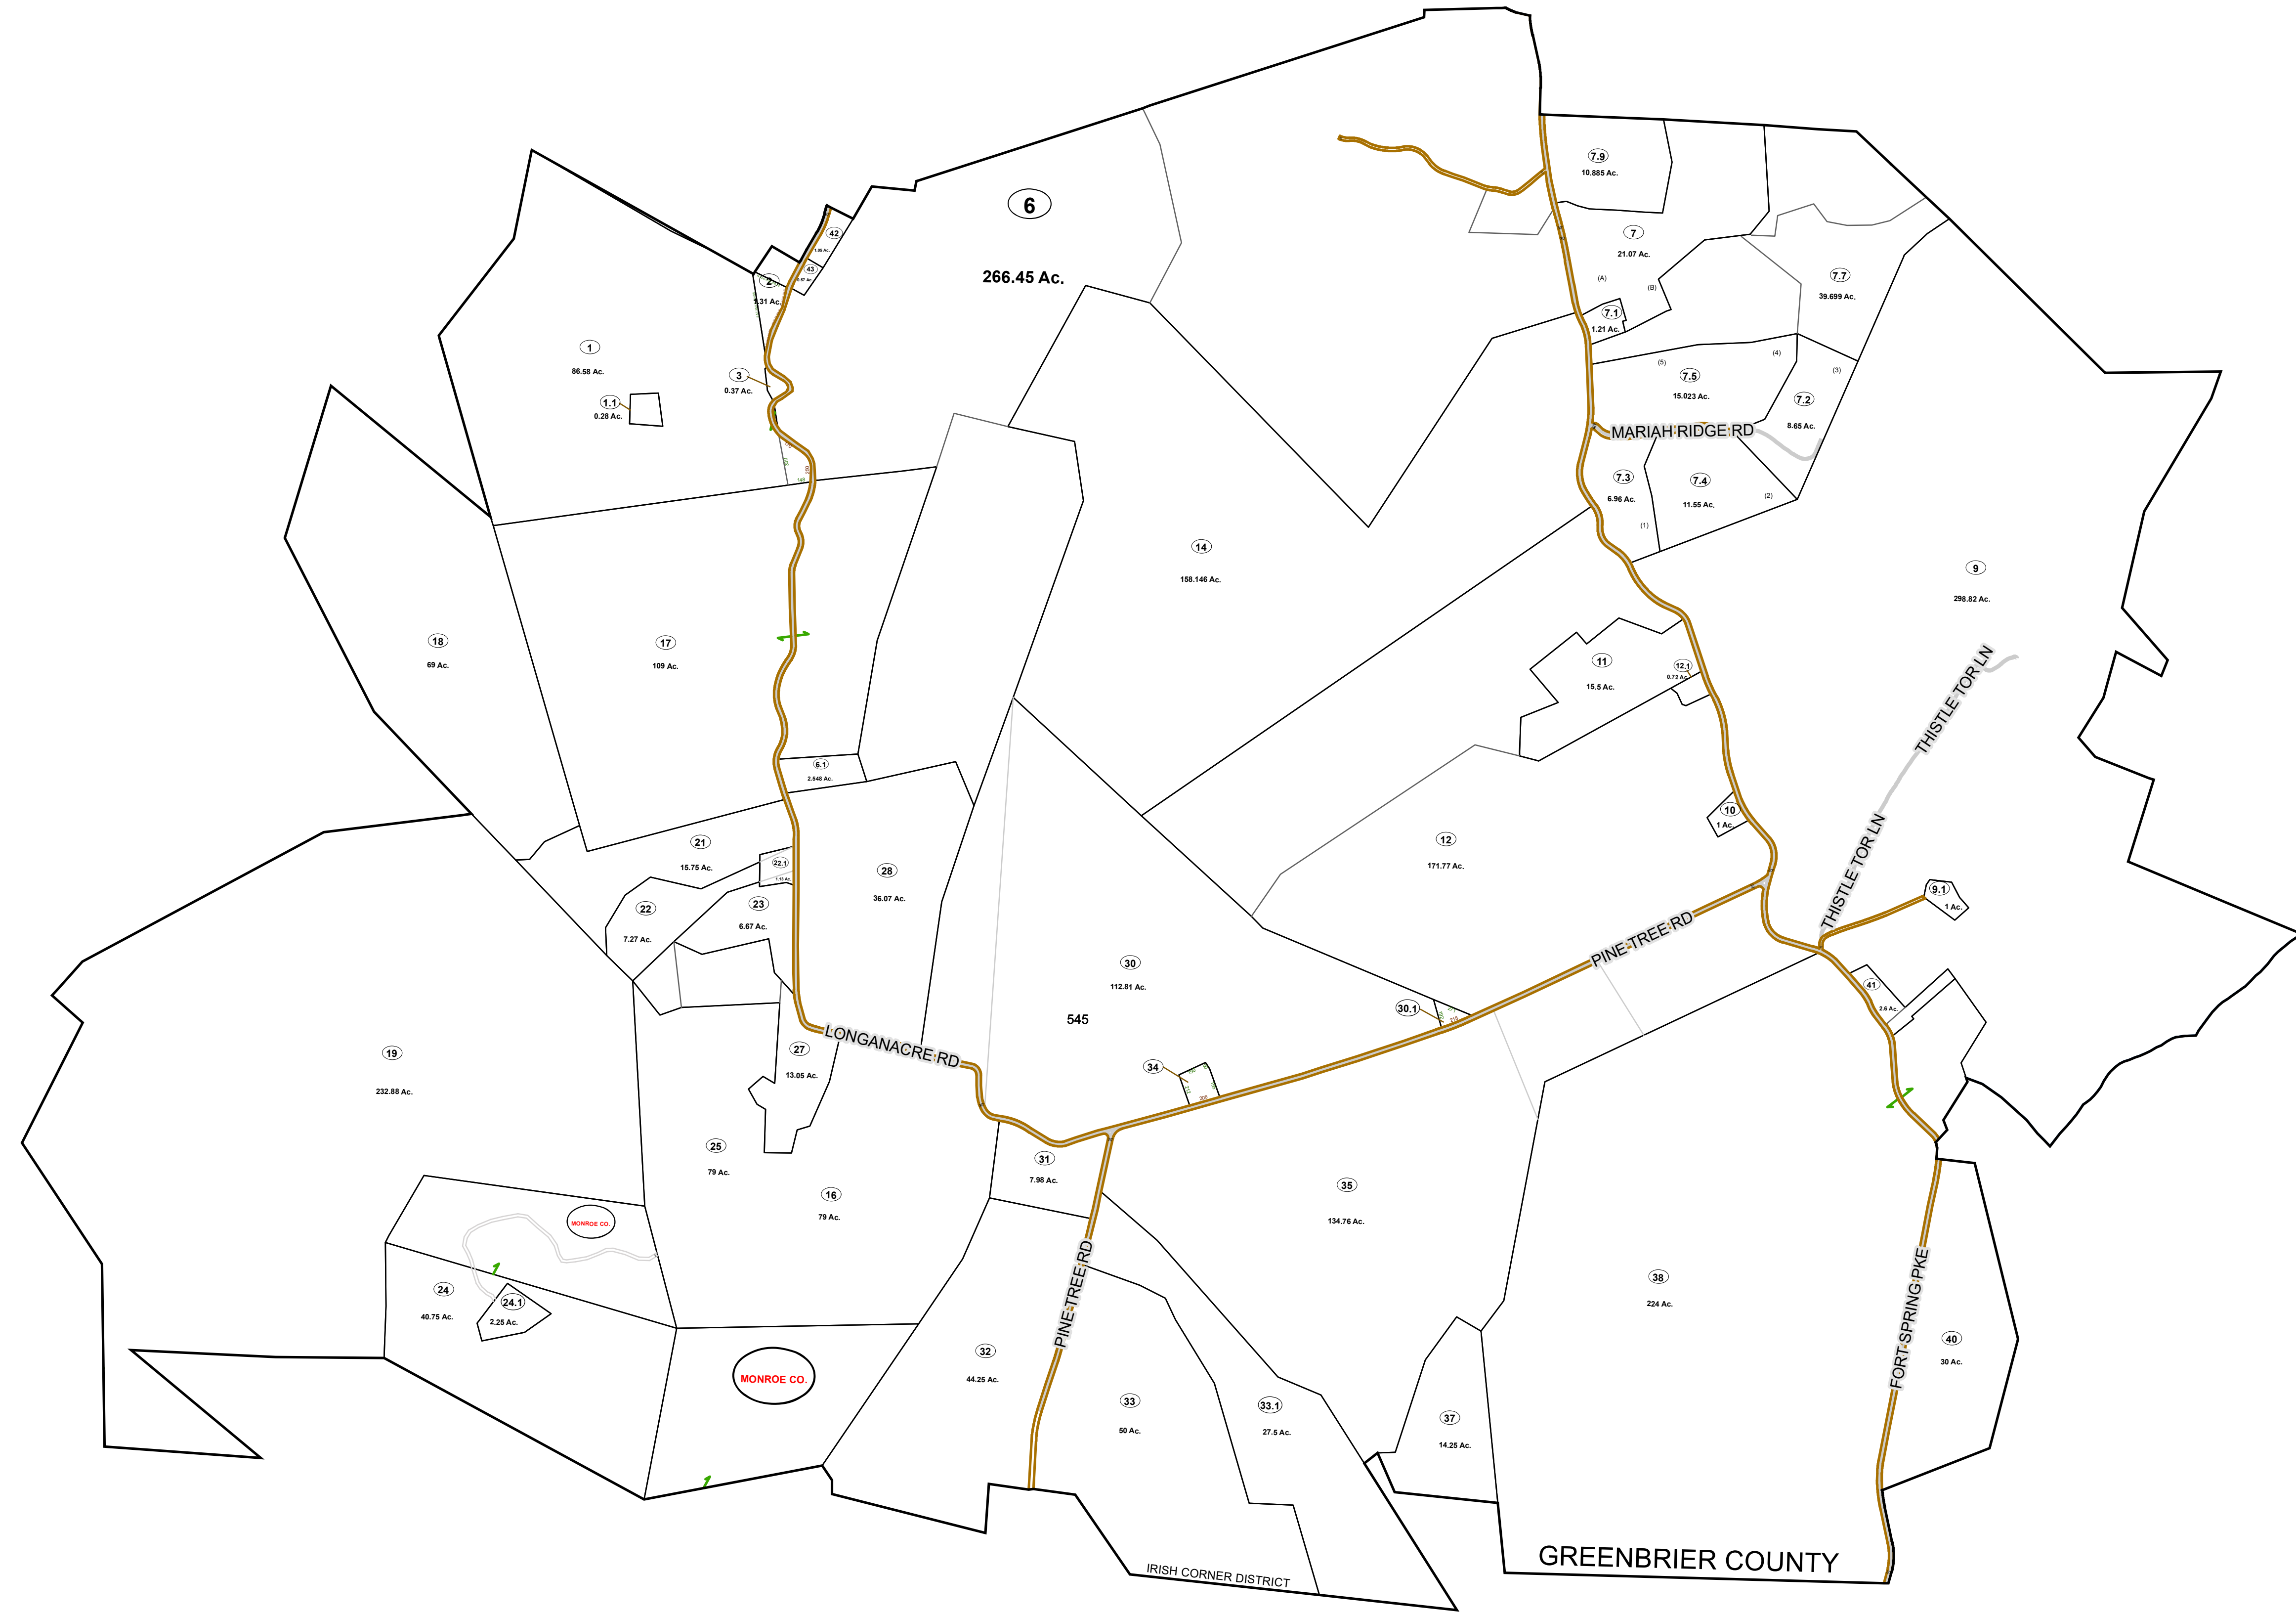 7.9
10.885 Ac.
6
266.45 Ac.
42
1.80 Ac.
43
2
1.31 Ac.
7
21.07 Ac.
(A)
(B)
7.7
39.699 Ac.
7.1
1.21 Ac.
1
86.58 Ac.
1.1
0.28 Ac.
3
0.37 Ac.
(5)
(4)
(3)
7.5
15.023 Ac.
7.2
8.65 Ac.
MARIAH RIDGE RD
7.3
6.96 Ac.
7.4
11.55 Ac.
(2)
(1)
14
158.146 Ac.
9
298.82 Ac.
18
69 Ac.
17
109 Ac.
11
15.5 Ac.
12.1
0.72 Ac.
THISTLE TOR LN
6.1
2.548 Ac.
10
1 Ac.
12
171.77 Ac.
21
15.75 Ac.
22.1
1.13 Ac.
28
36.07 Ac.
THISTLE TOR LN
9.1
1 Ac.
22
7.27 Ac.
23
6.67 Ac.
PINE TREE RD
30
112.81 Ac.
545
30.1
215
41
2.6 Ac.
LONGANACRE RD
19
232.88 Ac.
27
13.05 Ac.
34
206
25
79 Ac.
31
7.98 Ac.
16
79 Ac.
35
134.76 Ac.
MONROE CO.
24
40.75 Ac.
24.1
2.25 Ac.
PINE TREE RD
38
224 Ac.
FORT SPRING PKE
40
30 Ac.
MONROE CO.
32
44.25 Ac.
33
50 Ac.
33.1
27.5 Ac.
37
14.25 Ac.
GREENBRIER COUNTY
IRISH CORNER DISTRICT